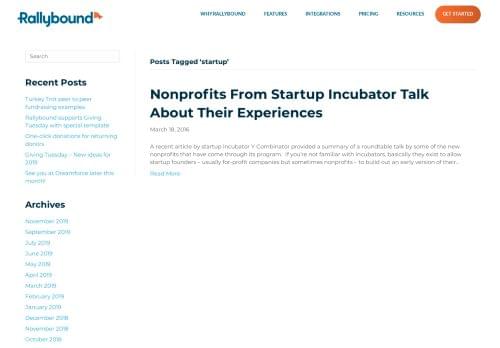 Rallybound
WHY RALLYBOUND
FEATURES
INTEGRATIONS
PRICING
RESOURCES
GET STARTED
Search
Recent Posts
Turkey Trot peer to peer
fundraising examples
Rallybound supports Giving
Tuesday with special template
One-click donations for returning
donors
Giving Tuesday – New ideas for
2019
See you at Dreamforce later this
month!
Archives
November 2019
September 2019
July 2019
June 2019
May 2019
April 2019
March 2019
February 2019
January 2019
December 2018
November 2018
October 2018
Posts Tagged ‘startup’
Nonprofits From Startup Incubator Talk
About Their Experiences
March 18, 2016
A recent article by startup incubator Y Combinator provided a summary of a roundtable talk by some of the new
nonprofits that have come through its program. If you're not familiar with incubators, basically they exist to allow
startup founders – usually for-profit companies but sometimes nonprofits – to build out an early version of their...
Read More